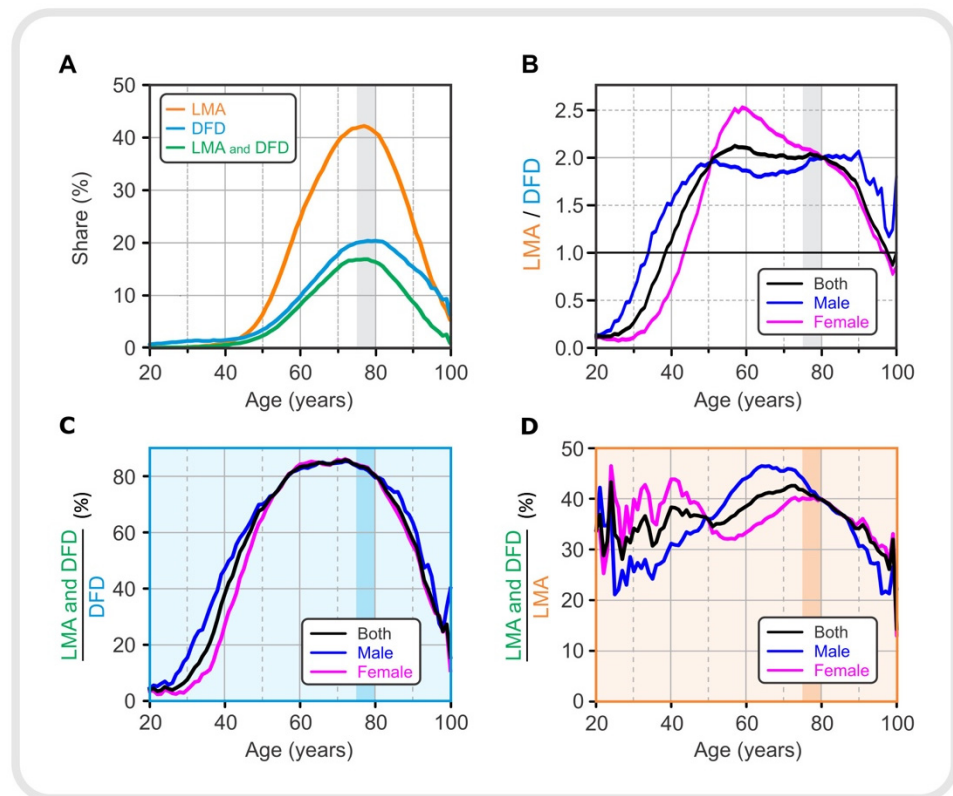 A
50
40
30
20
10
0
Share (%)
LMA
DFD
LMA and DFD
20 40 60 80 100
Age (years)
B
2.5
2.0
1.5
1.0
0.5
0.0
LMA / DFD
Both
Male
Female
20 40 60 80 100
Age (years)
C
80
60
40
20
0
LMA and DFD
DFD
(%)
Both
Male
Female
20 40 60 80 100
Age (years)
D
50
40
30
20
10
0
LMA and DFD
LMA
(%)
Both
Male
Female
20 40 60 80 100
Age (years)